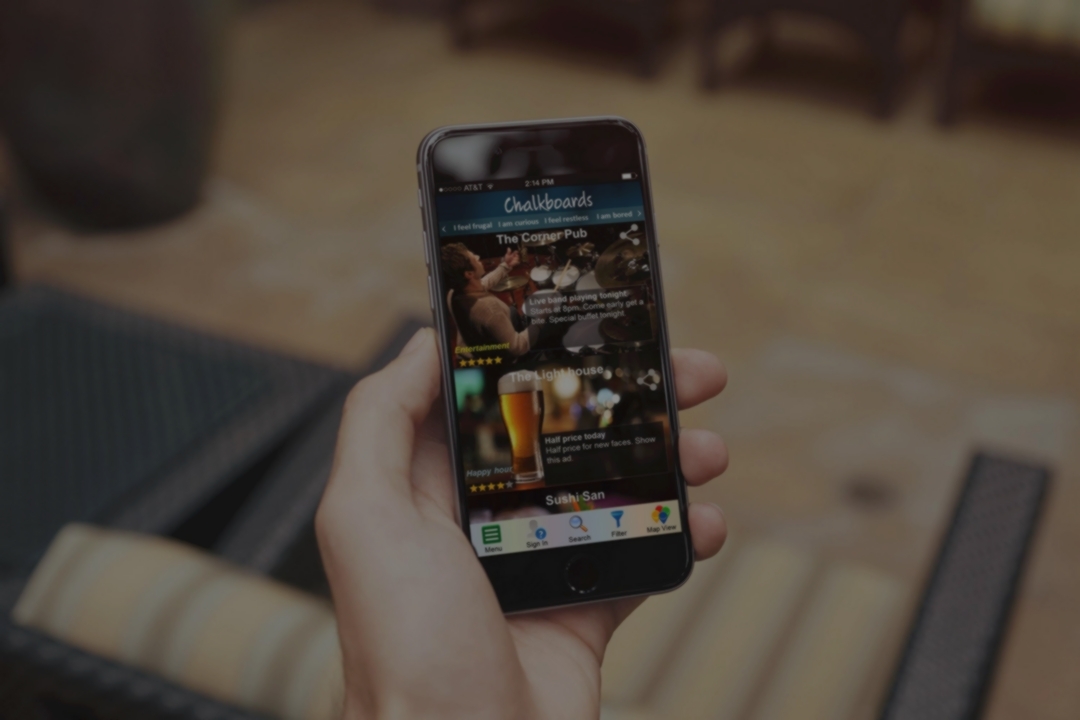 AT&T 2:14 PM
Chalkboards
I feel frugal I am curious I feel restless I am bored
The Corner Pub
Live band playing tonight.
Starts at 8pm. Come early get a
bite. Special buffet tonight.
Entertainment
The Lighthouse
Half price today
Half price for new faces. Show
this ad.
Happy hour
Sushi San
Menu Sign In Search Filter Map View